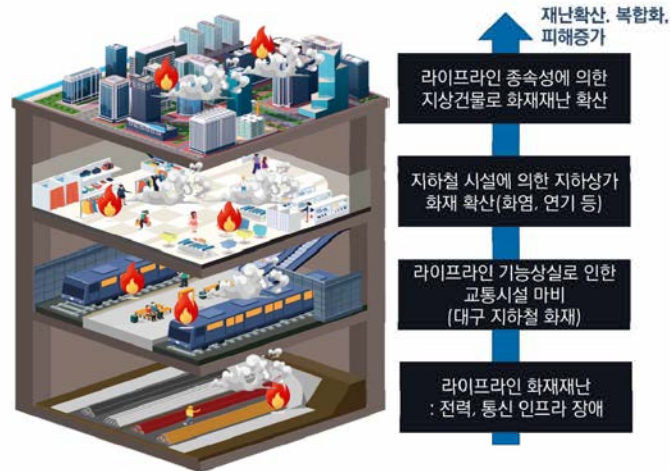 재난확산. 복합화,
피해증가
라이프라인 종속성에 의한
지상건물로 화재재난 확산
지하철 시설에 의한 지하상가
화재 확산(화염, 연기 등)
라이프라인 기능상실로 인한
교통시설 마비
(대구 지하철 화재)
라이프라인 화재재난
: 전력, 통신 인프라 장애